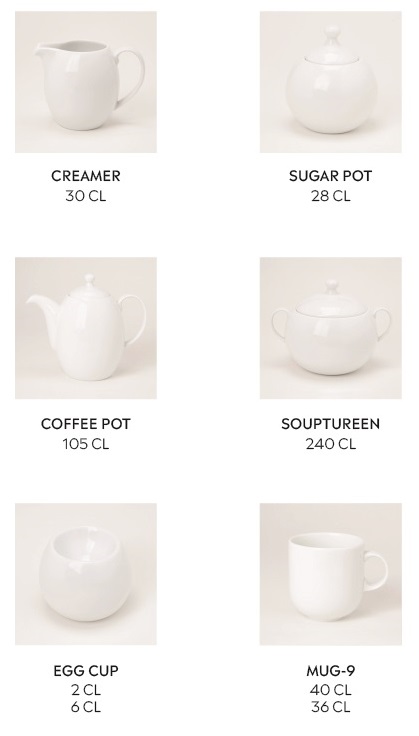 CREAMER
30 CL
SUGAR POT
28 CL
COFFEE POT
105 CL
SOUPTUREEN
240 CL
EGG CUP
2 CL
6 CL
MUG-9
40 CL
36 CL